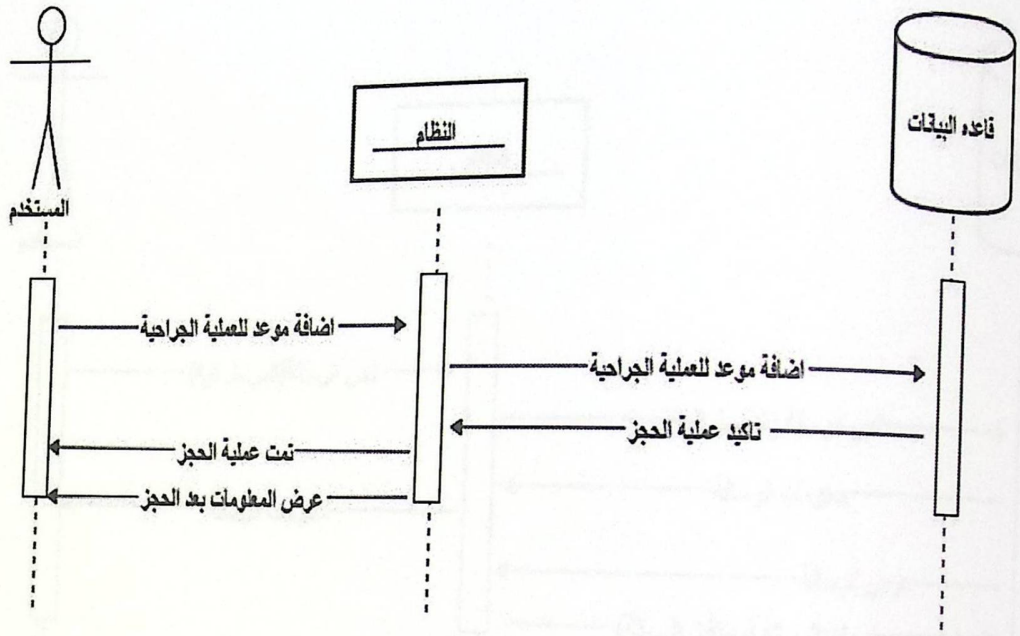 المستخدم
النظام
قاعده البيانات
اضافة موعد للعملية الجراحية
اضافة موعد للعملية الجراحية
تاكيد عملية الحجز
تمت عملية الحجز
عرض المعلومات بعد الحجز